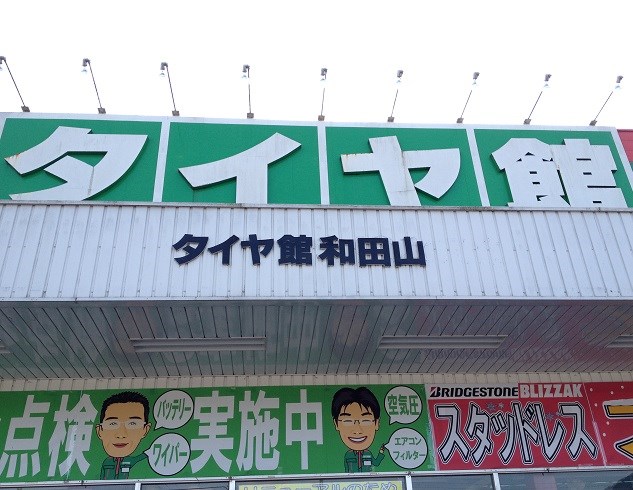 タイヤ館
タイヤ館 和田山
点検
バッテリー
ワイパー
実施中
空気圧
エアコン
フィルター
BRIDGESTONE BLIZZAK
スタッドレス